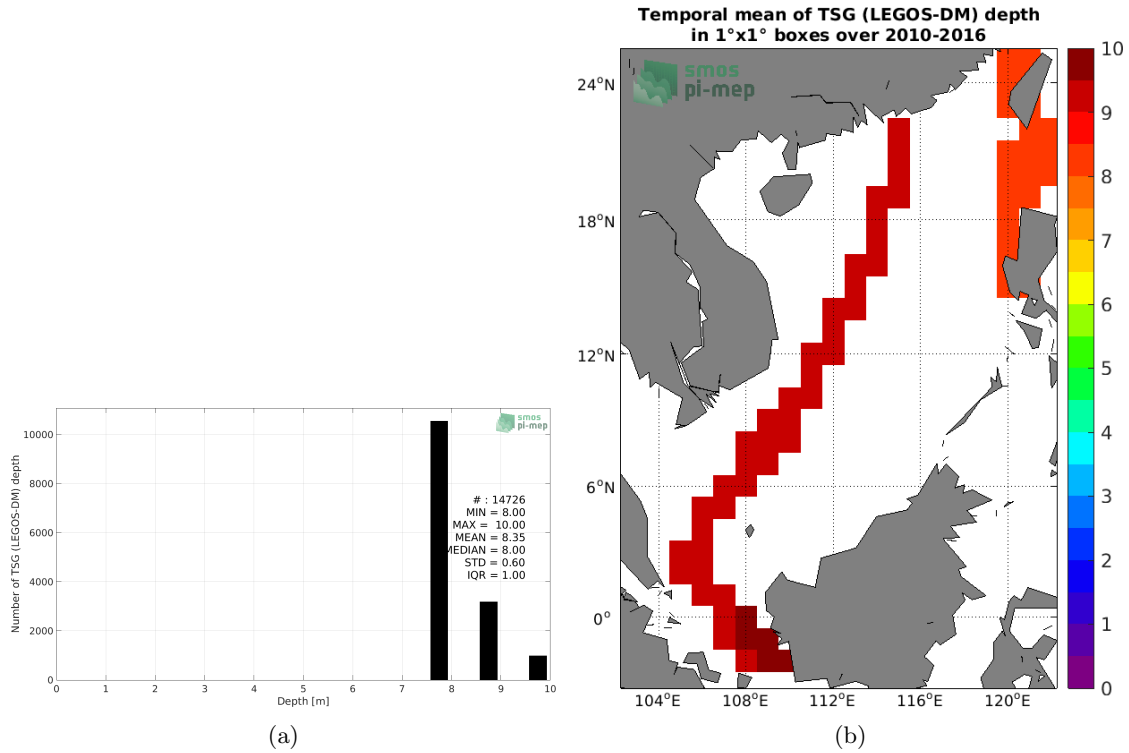 Temporal mean of TSG (LEGOS-DM) depth
in 1°x1° boxes over 2010-2016
smos
pi-mep
24°N
18°N
12°N
6°N
0°
104°E
108°E
112°E
116°E
120°E
10
9
8
7
6
5
4
3
2
1
0
smos
pi-mep
Number of TSG (LEGOS-DM) depth
10000
8000
6000
4000
2000
0
# : 14726
MIN = 8.00
MAX = 10.00
MEAN = 8.35
MEDIAN = 8.00
STD = 0.60
IQR = 1.00
0 1 2 3 4 5 6 7 8 9 10
Depth [m]
(a)
(b)